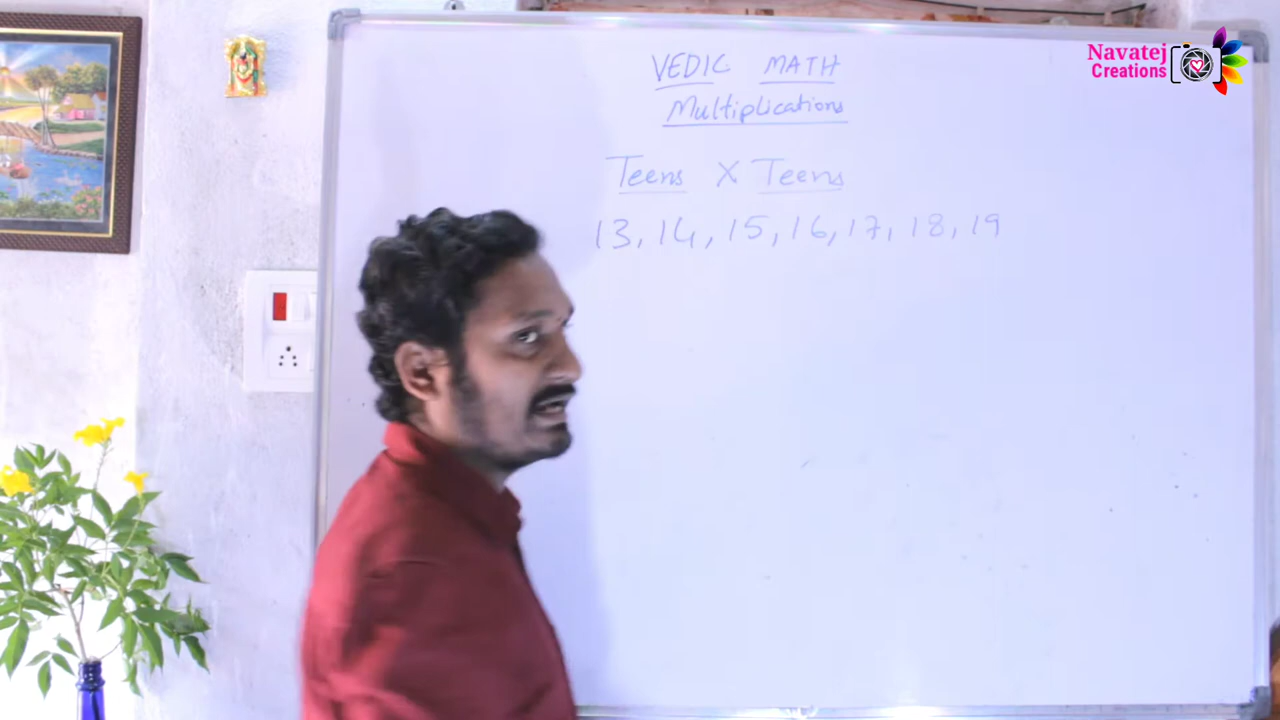 VEDIC MATH
Multiplications
Teens X Teens
13, 14, 15, 16, 17, 18, 19
Navatej
Creations